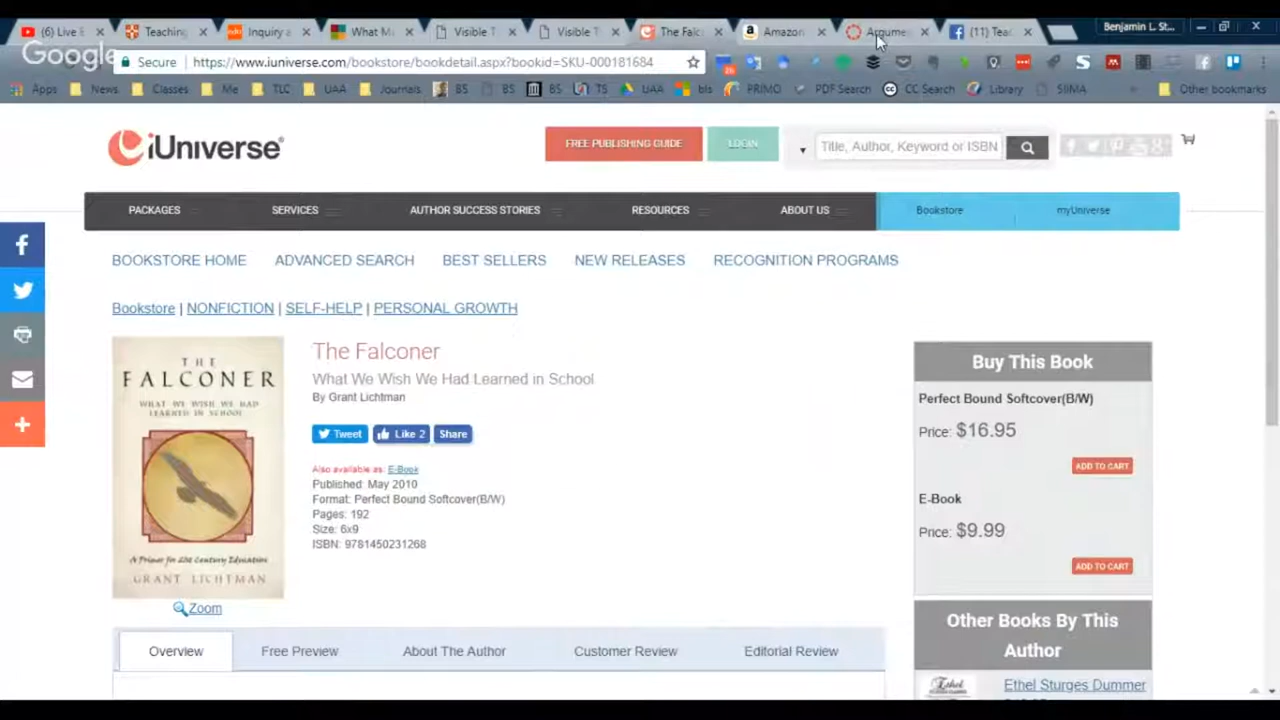 (6) Live E
Teaching
Inquiry a
What M
Visible T
Visible T
The Falc
Amazon
Argume
(11) Tea
Benjamin L. St...
Google
Secure
https://www.iuniverse.com/bookstore/bookdetail.aspx?bookid=SKU-000181684
Apps
News
Classes
Me
TLC
UAA
Journals
BS
BS
BS
TS
UAA
bls
PRIMO
PDF Search
CC Search
Library
SIIMA
Other bookmarks
iUniverse®
FREE PUBLISHING GUIDE
LOGIN
Title, Author, Keyword or ISBN
PACKAGES
SERVICES
AUTHOR SUCCESS STORIES
RESOURCES
ABOUT US
Bookstore
myUniverse
BOOKSTORE HOME
ADVANCED SEARCH
BEST SELLERS
NEW RELEASES
RECOGNITION PROGRAMS
Bookstore | NONFICTION | SELF-HELP | PERSONAL GROWTH
THE
FALCONER
WHAT WE WISH WE HAD
LEARNED IN SCHOOL
A Primer for 21st Century Education
GRANT LICHTMAN
Zoom
The Falconer
What We Wish We Had Learned in School
By Grant Lichtman
Tweet
Like 2
Share
Also available as: E-Book
Published: May 2010
Format: Perfect Bound Softcover(B/W)
Pages: 192
Size: 6x9
ISBN: 9781450231268
Buy This Book
Perfect Bound Softcover(B/W)
Price: $16.95
ADD TO CART
E-Book
Price: $9.99
ADD TO CART
Other Books By This
Author
Ethel Sturges Dummer
Overview
Free Preview
About The Author
Customer Review
Editorial Review